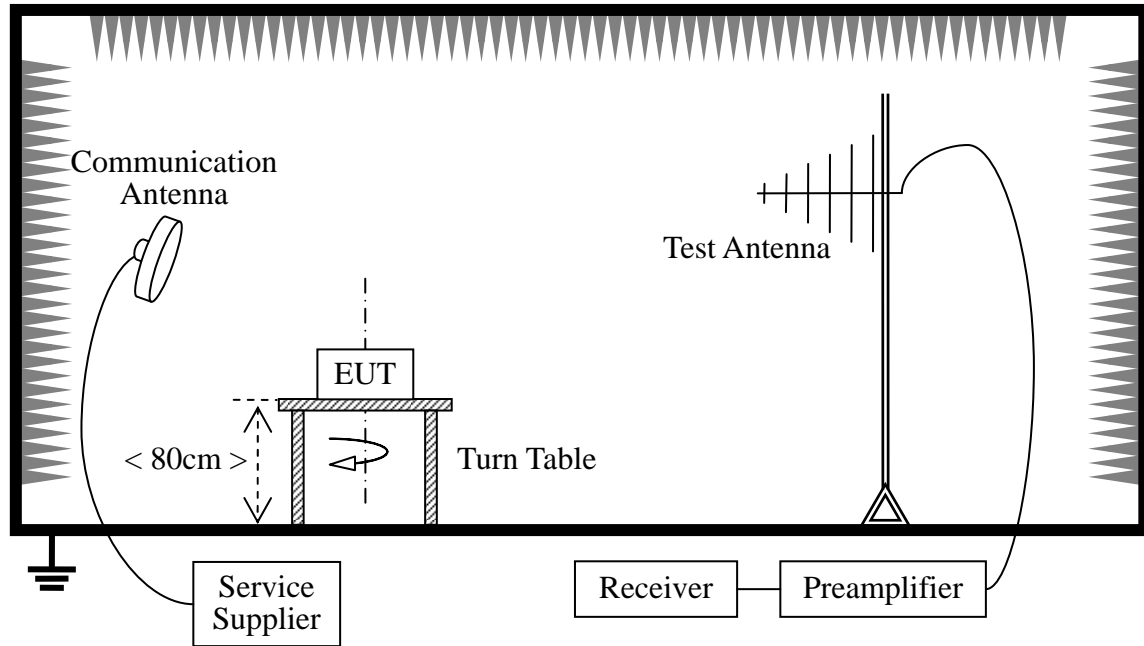 Communication
Antenna
Test Antenna
EUT
< 80cm >
Turn Table
Service
Supplier
Receiver
Preamplifier